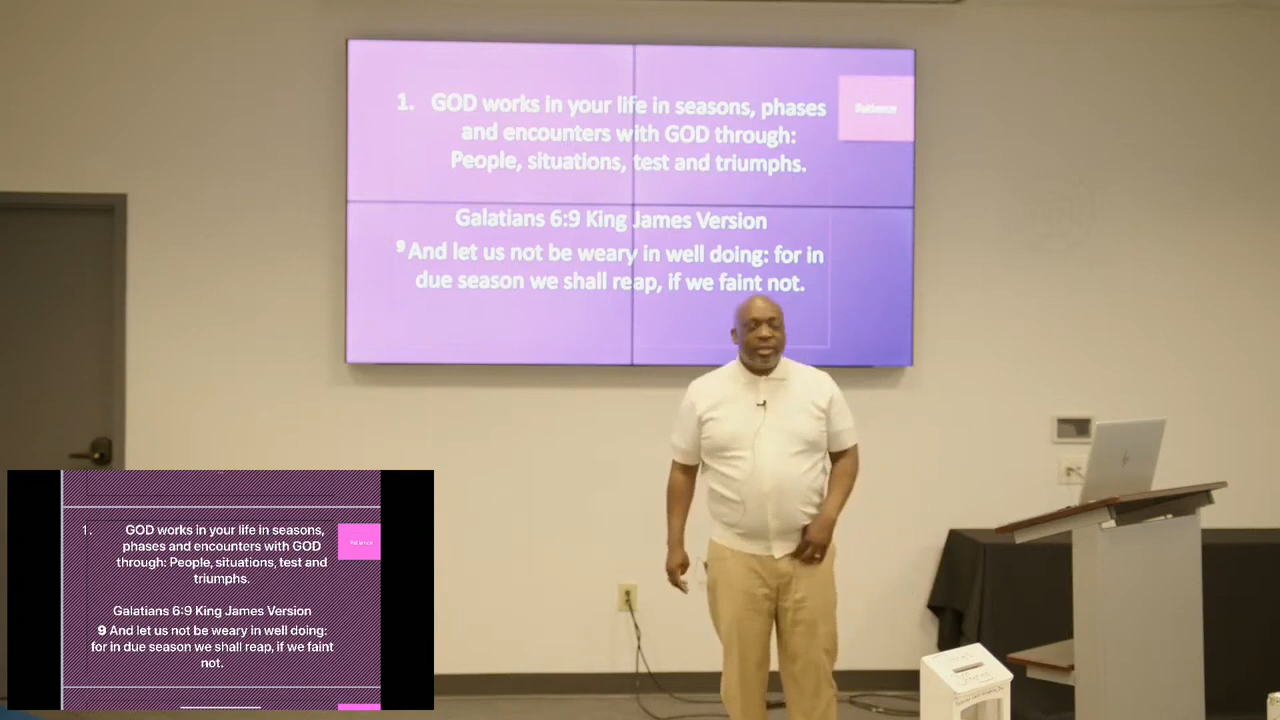 1. GOD works in your life in seasons, phases
and encounters with GOD through:
People, situations, test and triumphs.
Patience
Galatians 6:9 King James Version
9 And let us not be weary in well doing: for in
due season we shall reap, if we faint not.
1. GOD works in your life in seasons,
phases and encounters with GOD
through: People, situations, test and
triumphs.
Patience
Galatians 6:9 King James Version
9 And let us not be weary in well doing:
for in due season we shall reap, if we faint
not.